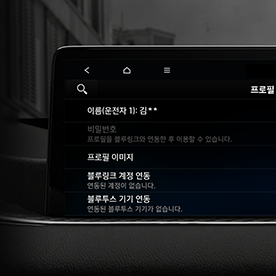 프로필
이름(운전자 1): 김**
비밀번호
프로필을 블루링크와 연동한 후 이용할 수 있습니다.
프로필 이미지
블루링크 계정 연동
연동된 계정이 없습니다.
블루투스 기기 연동
연동된 블루투스 기기가 없습니다.